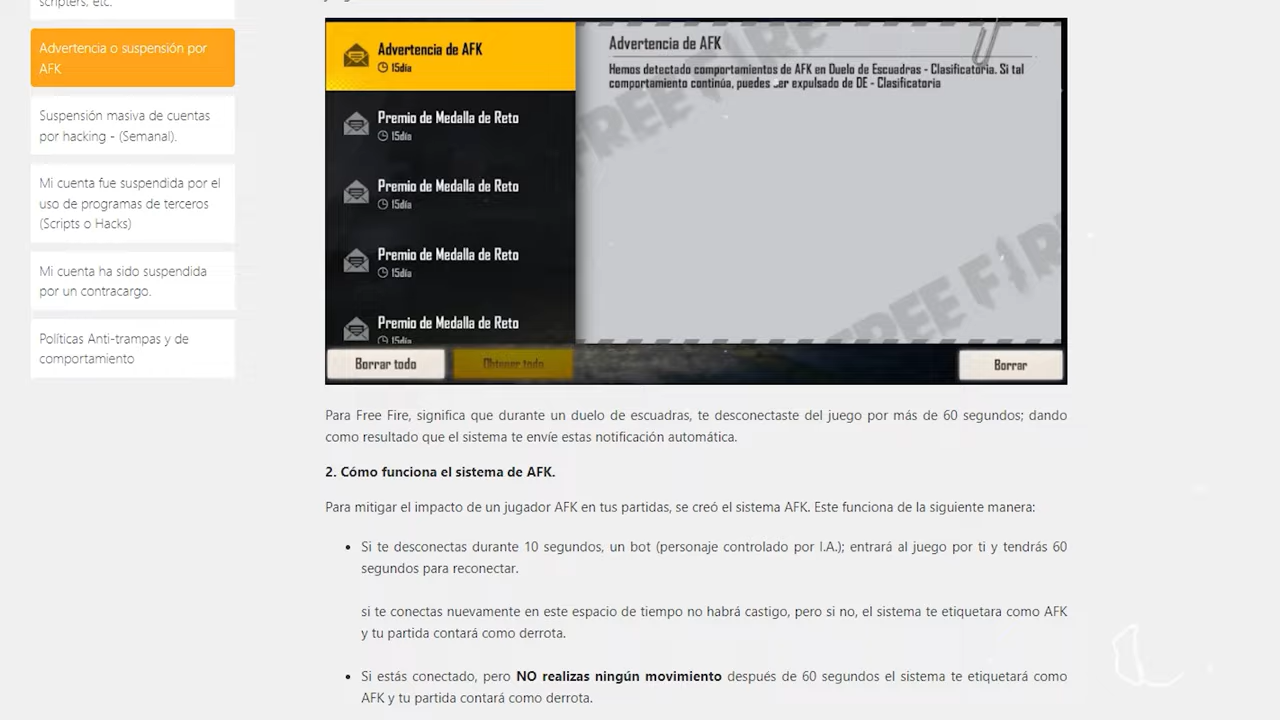 scripters, etc.
Advertencia o suspensión por
AFK
Suspensión masiva de cuentas
por hacking - (Semanal).
Mi cuenta fue suspendida por el
uso de programas de terceros
(Scripts o Hacks)
Mi cuenta ha sido suspendida
por un contracargo.
Políticas Anti-trampas y de
comportamiento
Advertencia de AFK
15día
Premio de Medalla de Reto
15día
Premio de Medalla de Reto
15día
Premio de Medalla de Reto
15día
Premio de Medalla de Reto
15día
Borrar todo
Obtener todo
Advertencia de AFK
Hemos detectado comportamientos de AFK en Duelo de Escuadras - Clasificatoria. Si tal
comportamiento continúa, puedes ser expulsado de DE - Clasificatoria
FREE FIRE
FREE FIRE
Borrar
Para Free Fire, significa que durante un duelo de escuadras, te desconectaste del juego por más de 60 segundos; dando
como resultado que el sistema te envíe estas notificación automática.
2. Cómo funciona el sistema de AFK.
Para mitigar el impacto de un jugador AFK en tus partidas, se creó el sistema AFK. Este funciona de la siguiente manera:
• Si te desconectas durante 10 segundos, un bot (personaje controlado por I.A.); entrará al juego por ti y tendrás 60
segundos para reconectar.
si te conectas nuevamente en este espacio de tiempo no habrá castigo, pero si no, el sistema te etiquetara como AFK
y tu partida contará como derrota.
• Si estás conectado, pero NO realizas ningún movimiento después de 60 segundos el sistema te etiquetará como
AFK y tu partida contará como derrota.